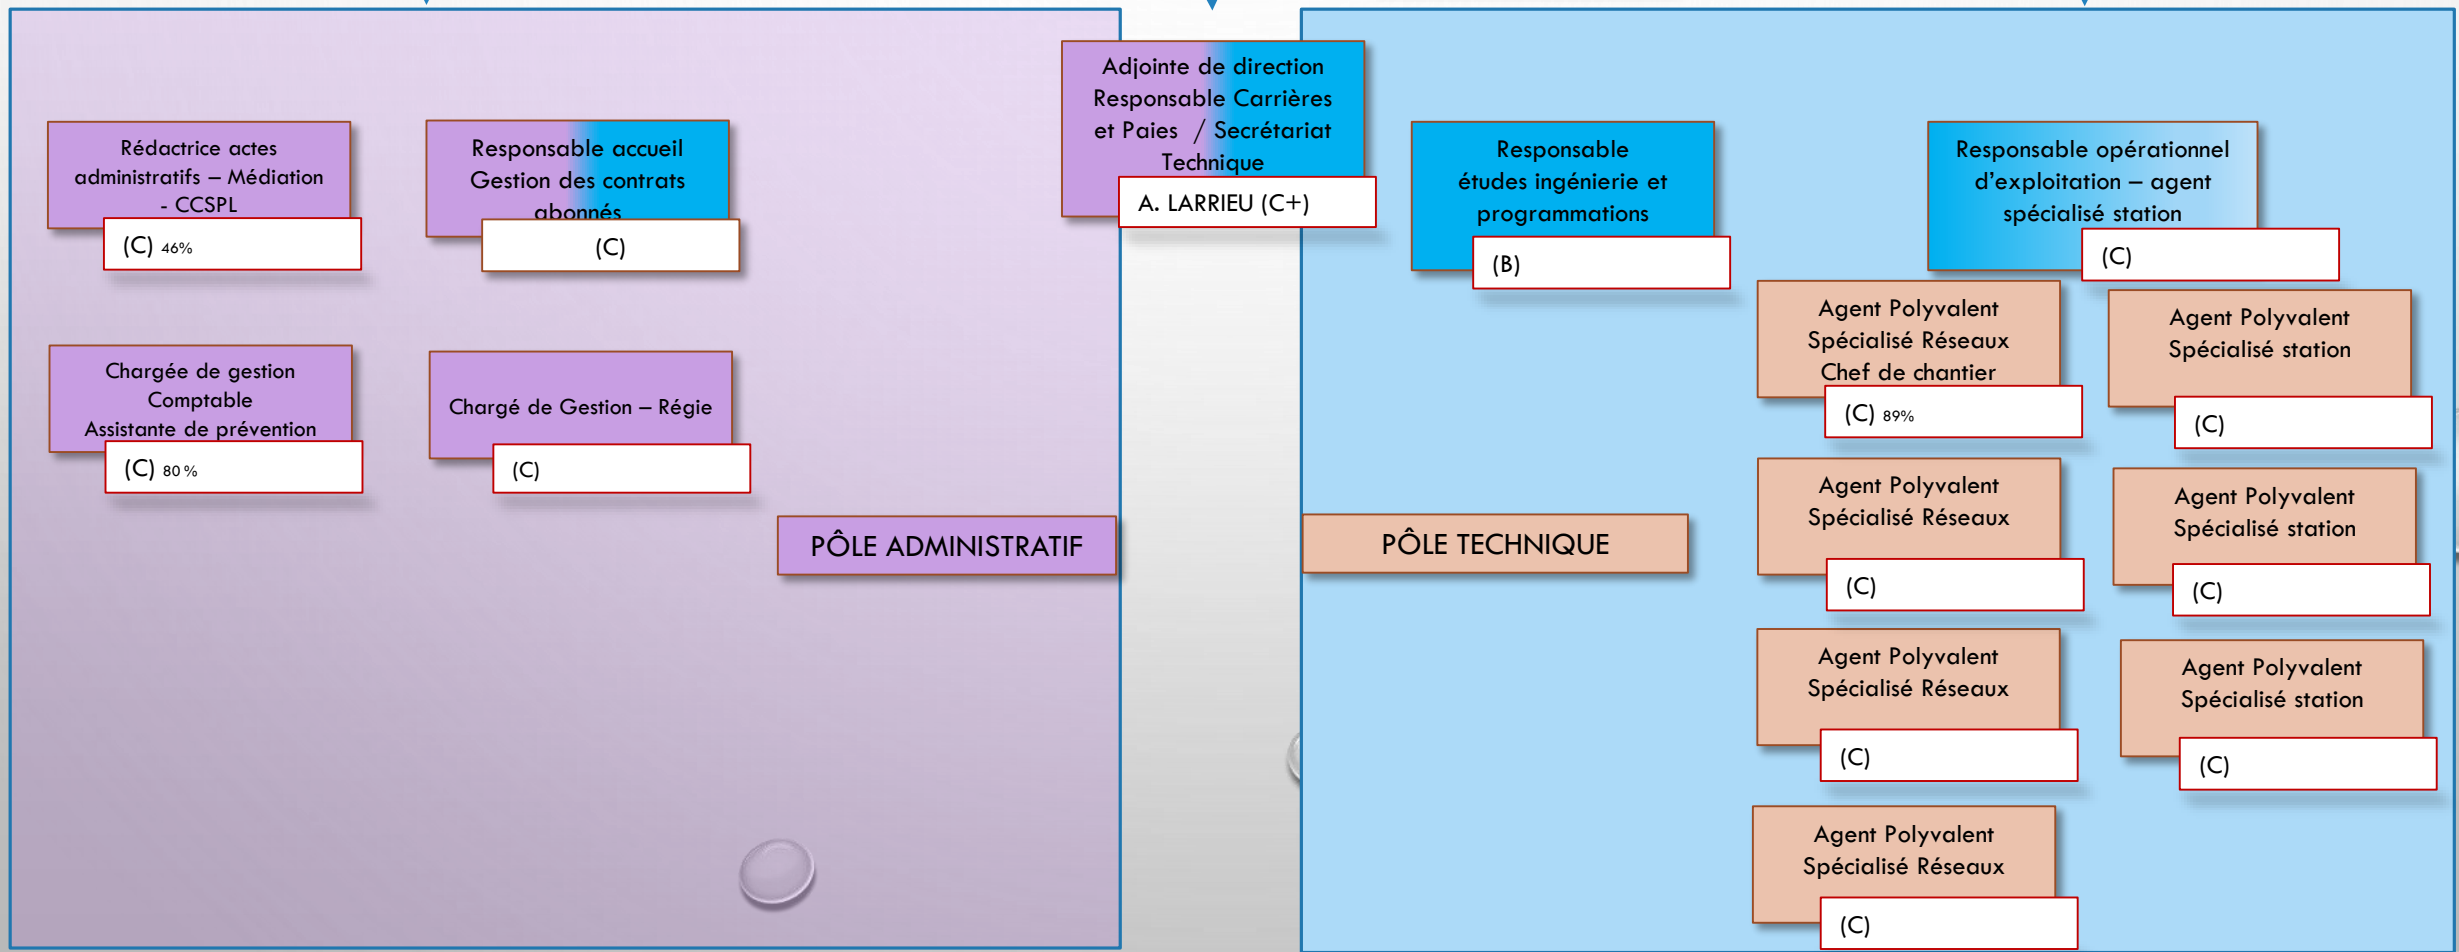 Adjointe de direction
Responsable Carrières
et Paies / Secrétariat
Technique
A. LARRIEU (C+)
Rédactrice actes
administratifs – Médiation
- CCSPL
(C) 46%
Responsable accueil
Gestion des contrats
abonnés
(C)
Chargée de gestion
Comptable
Assistante de prévention
(C) 80 %
Chargé de Gestion – Régie
(C)
PÔLE ADMINISTRATIF
PÔLE TECHNIQUE
Responsable
études ingénierie et
programmations
(B)
Responsable opérationnel
d'exploitation – agent
spécialisé station
(C)
Agent Polyvalent
Spécialisé Réseaux
Chef de chantier
(C) 89%
Agent Polyvalent
Spécialisé Réseaux
(C)
Agent Polyvalent
Spécialisé Réseaux
(C)
Agent Polyvalent
Spécialisé Réseaux
(C)
Agent Polyvalent
Spécialisé station
(C)
Agent Polyvalent
Spécialisé station
(C)
Agent Polyvalent
Spécialisé station
(C)